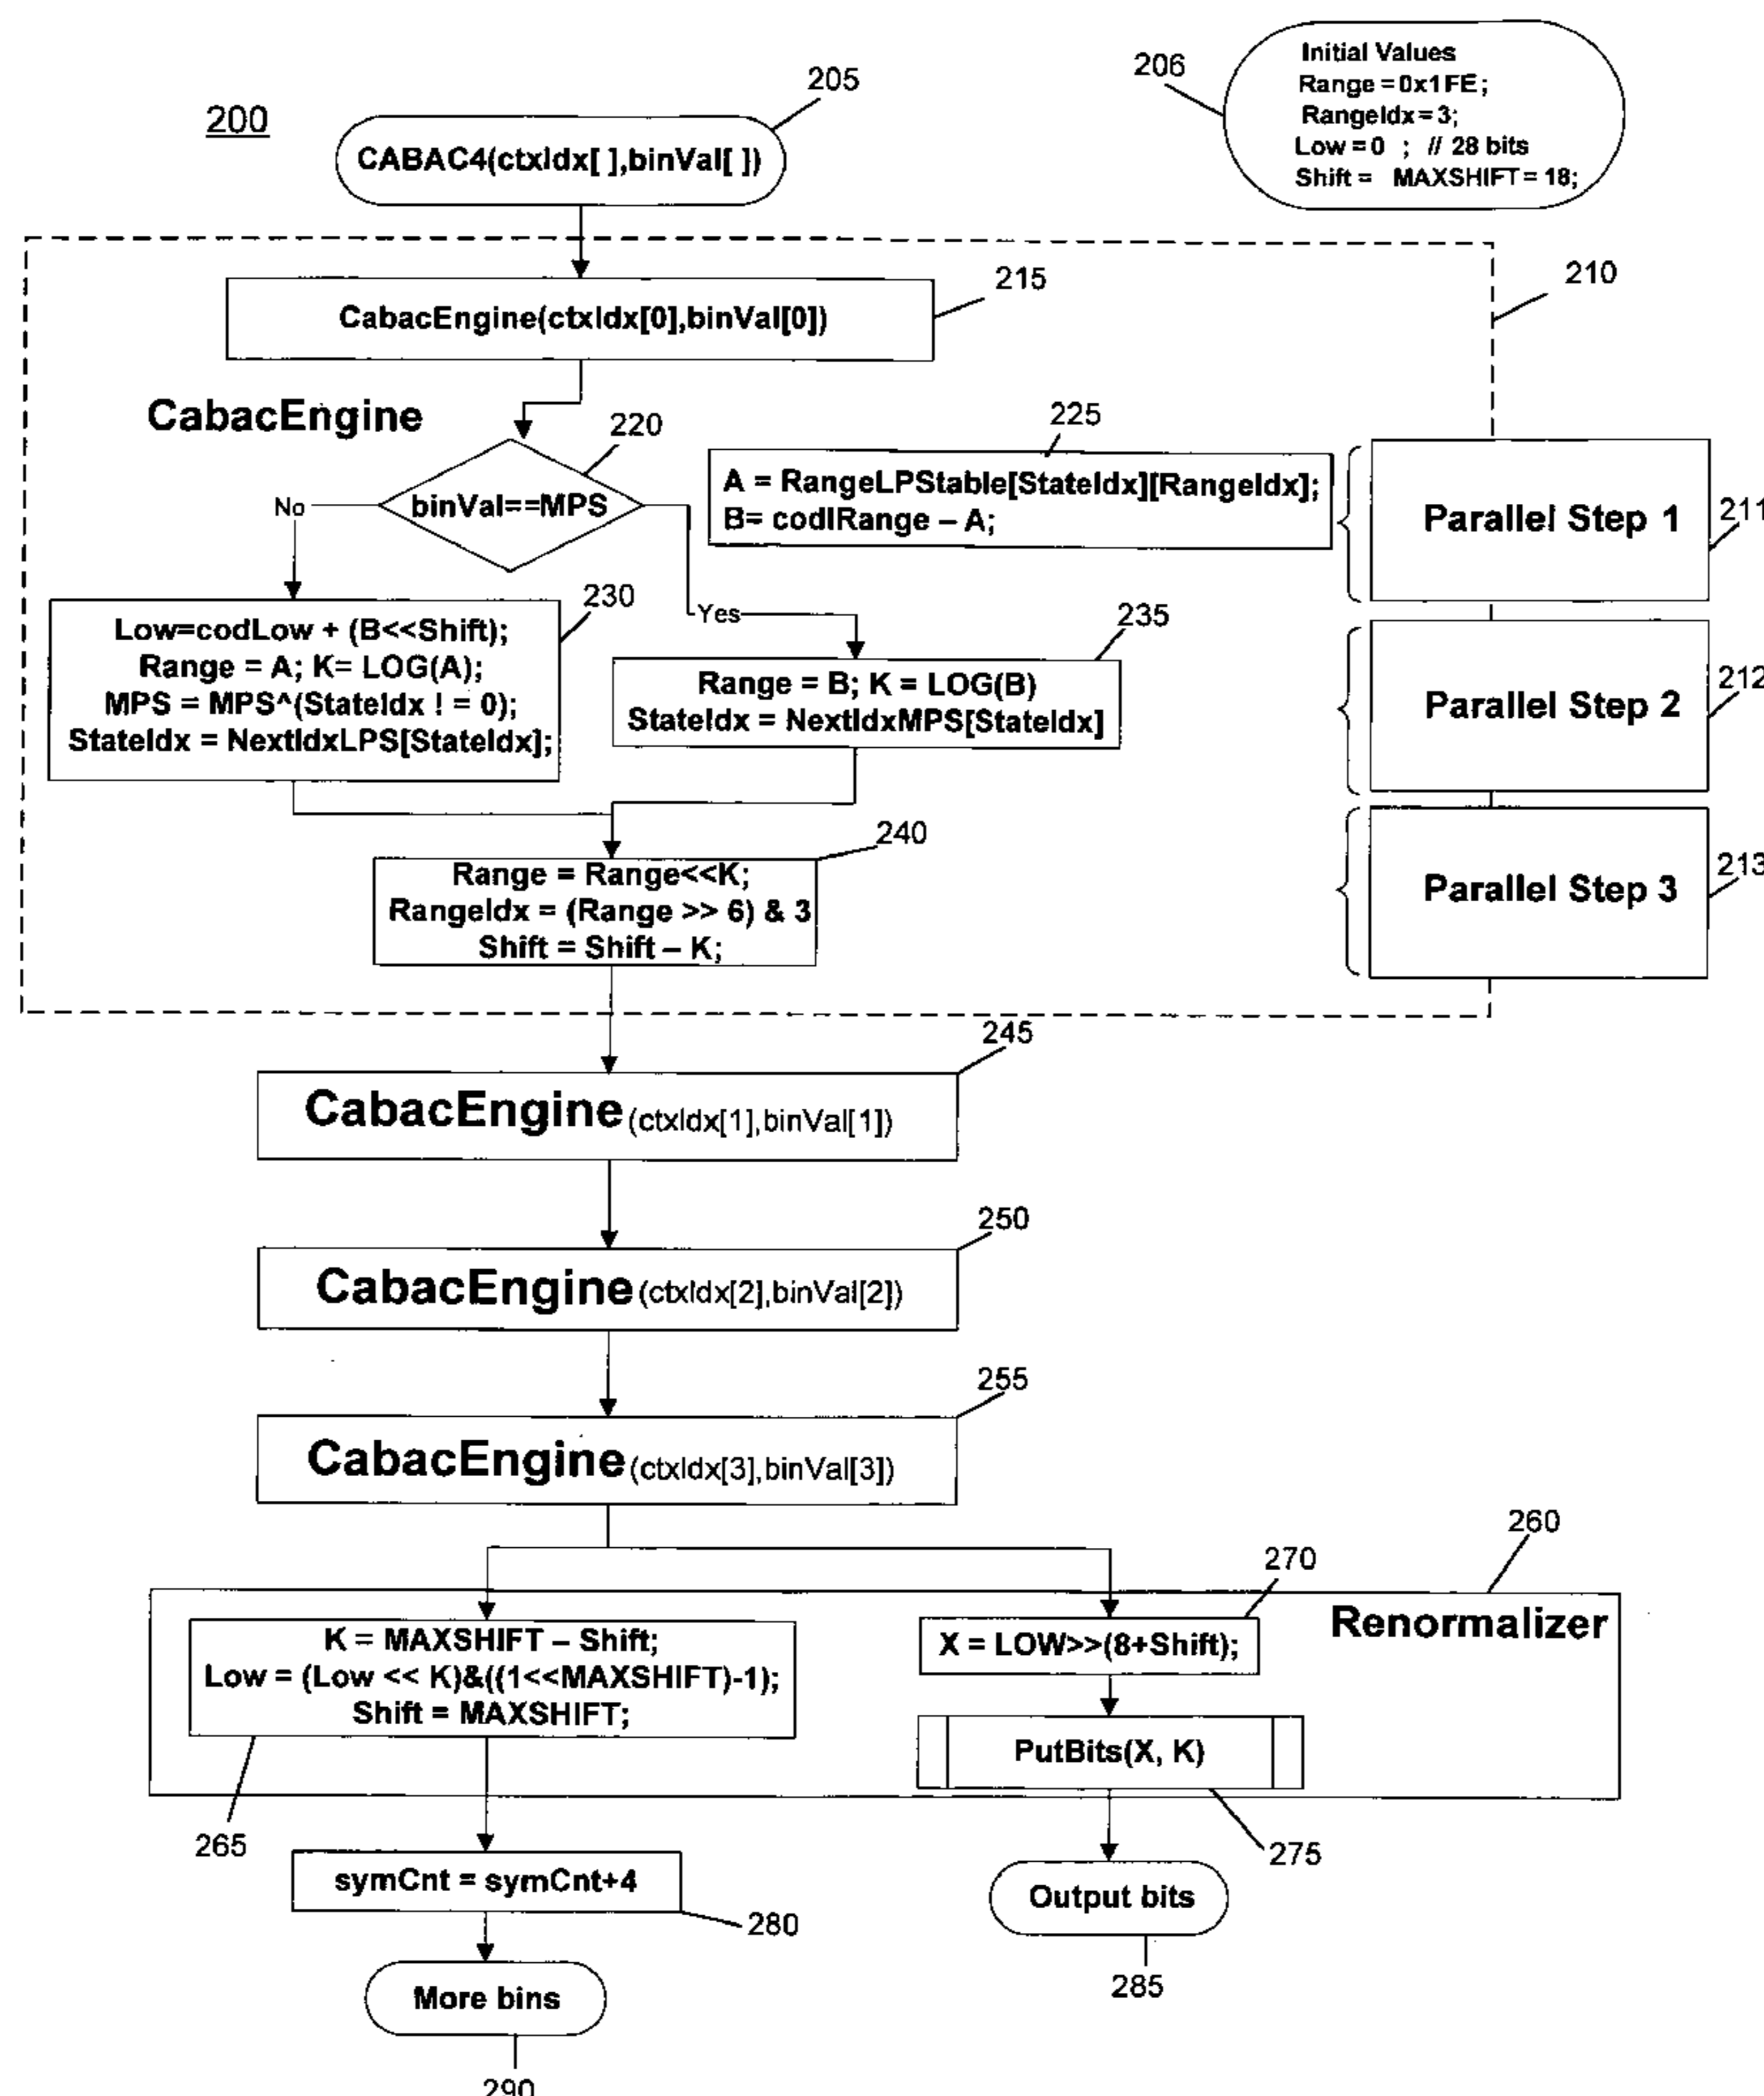 200
205
CABAC4(ctxIdx[ ],binVal[ ])
206
Initial Values
Range = 0x1FE;
RangeIdx = 3;
Low = 0 ; // 28 bits
Shift = MAXSHIFT = 18;
210
215
CabacEngine(ctxIdx[0],binVal[0])
CabacEngine
220
binVal==MPS
No
Yes
225
A = RangeLPStable[StateIdx][RangeIdx];
B= codIRange – A;
Parallel Step 1
211
230
Low=codLow + (B<<Shift);
Range = A; K= LOG(A);
MPS = MPS^(StateIdx ! = 0);
StateIdx = NextIdxLPS[StateIdx];
235
Range = B; K = LOG(B)
StateIdx = NextIdxMPS[StateIdx]
Parallel Step 2
212
240
Range = Range<<K;
RangeIdx = (Range >> 6) & 3
Shift = Shift – K;
Parallel Step 3
213
245
CabacEngine(ctxIdx[1],binVal[1])
250
CabacEngine(ctxIdx[2],binVal[2])
255
CabacEngine(ctxIdx[3],binVal[3])
260
Renormalizer
K = MAXSHIFT – Shift;
Low = (Low << K)&((1<<MAXSHIFT)-1);
Shift = MAXSHIFT;
265
270
X = LOW>>(8+Shift);
PutBits(X, K)
275
symCnt = symCnt+4
280
Output bits
285
More bins
290